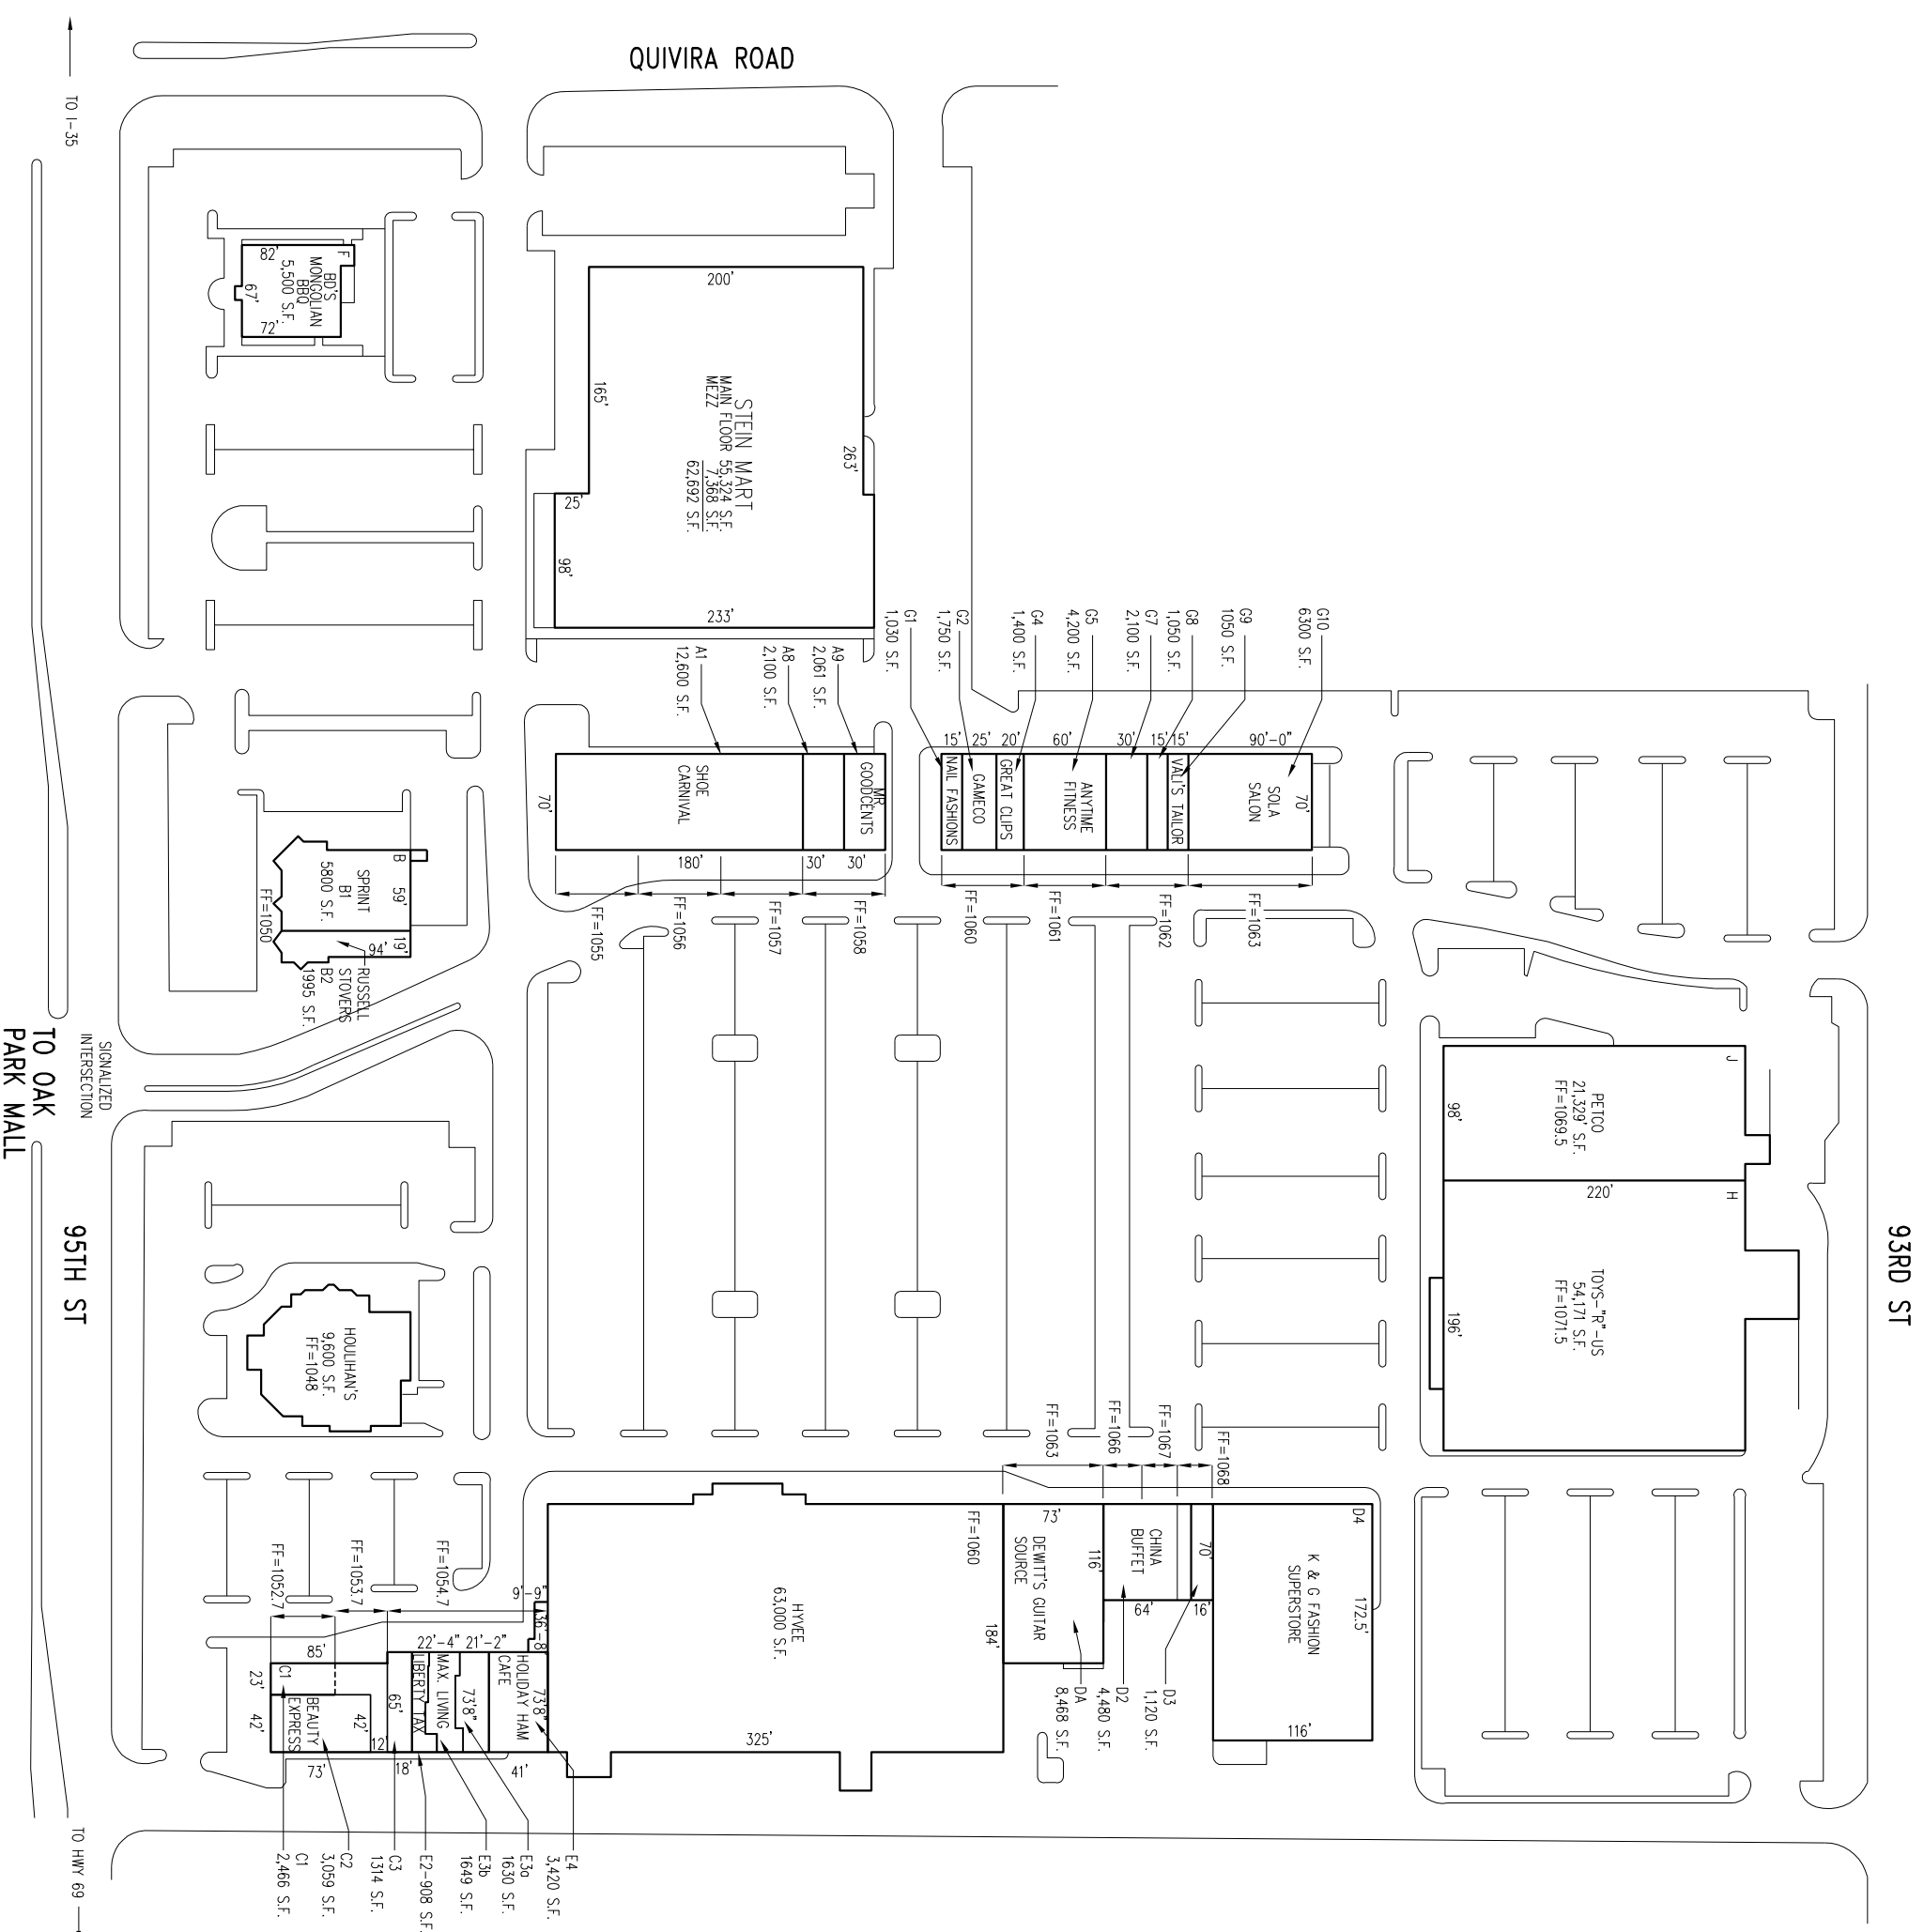 QUIVIRA ROAD
TO I-35
F
BD'S
MONGOLIAN
BBQ
5,500 S.F.
82'
67'
72'
200'
165'
263'
STEIN MART
MAIN FLOOR 55,324 S.F.
MEZZ 7,368 S.F.
62,692 S.F.
25'
98'
233'
G10
6300 S.F.
G9
1050 S.F.
G8
1,050 S.F.
G7
2,100 S.F.
G5
4,200 S.F.
G4
1,400 S.F.
G2
1,750 S.F.
G1
1,030 S.F.
A9
2,061 S.F.
A8
2,100 S.F.
A1
12,600 S.F.
15'
25'
20'
60'
30'
15'
15'
90'-0"
NAIL FASHIONS
GAMECO
GREAT CLIPS
ANYTIME
FITNESS
VALI'S TAILOR
SOLA
SALON
70'
SHOE
CARNIVAL
MR
GOODCENTS
70'
180'
30'
30'
FF=1055
FF=1056
FF=1057
FF=1058
FF=1060
FF=1061
FF=1062
FF=1063
B
59'
SPRINT
B1
5800 S.F.
FF=1050
19'
94'
RUSSELL
STOVERS
B2
1995 S.F.
SIGNALIZED
INTERSECTION
TO OAK
PARK MALL
95TH ST
93RD ST
J
PETCO
21,329' S.F.
FF=1069.5
98'
220'
H
TOYS-"R"-US
54,171 S.F.
FF=1071.5
196'
HOULIHAN'S
9,600 S.F.
FF=1048
FF=1063
FF=1066
FF=1067
FF=1068
D4
K & G FASHION
SUPERSTORE
172.5'
116'
70'
CHINA
BUFFET
64'
16'
73'
116'
DEWITT'S GUITAR
SOURCE
184'
FF=1060
HYVEE
63,000 S.F.
325'
D3
1,120 S.F.
D2
4,480 S.F.
DA
8,468 S.F.
FF=1052.7
FF=1053.7
FF=1054.7
9'-9"
36'-8"
85'
22'-4"
21'-2"
HOLIDAY HAM
CAFE
73'8"
73'8"
MAX. LIVING
LIBERTY TAX
65'
C1
23'
42'
BEAUTY
EXPRESS
42'
12'
73'
18'
41'
E4
3,420 S.F.
E3a
1630 S.F.
E3b
1649 S.F.
E2-908 S.F.
C3
1314 S.F.
C2
3,059 S.F.
C1
2,466 S.F.
TO HWY 69